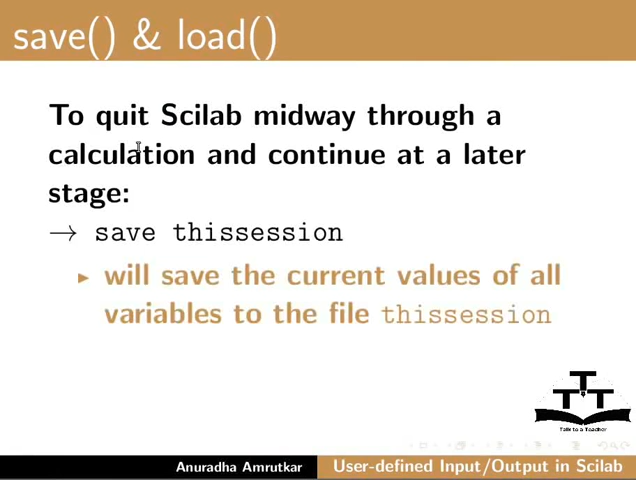 save() & load()
To quit Scilab midway through a
calculation and continue at a later
stage:
→ save thissession
▶ will save the current values of all
variables to the file thissession
T T T
Talk to a Teacher
Anuradha Amrutkar
User-defined Input/Output in Scilab